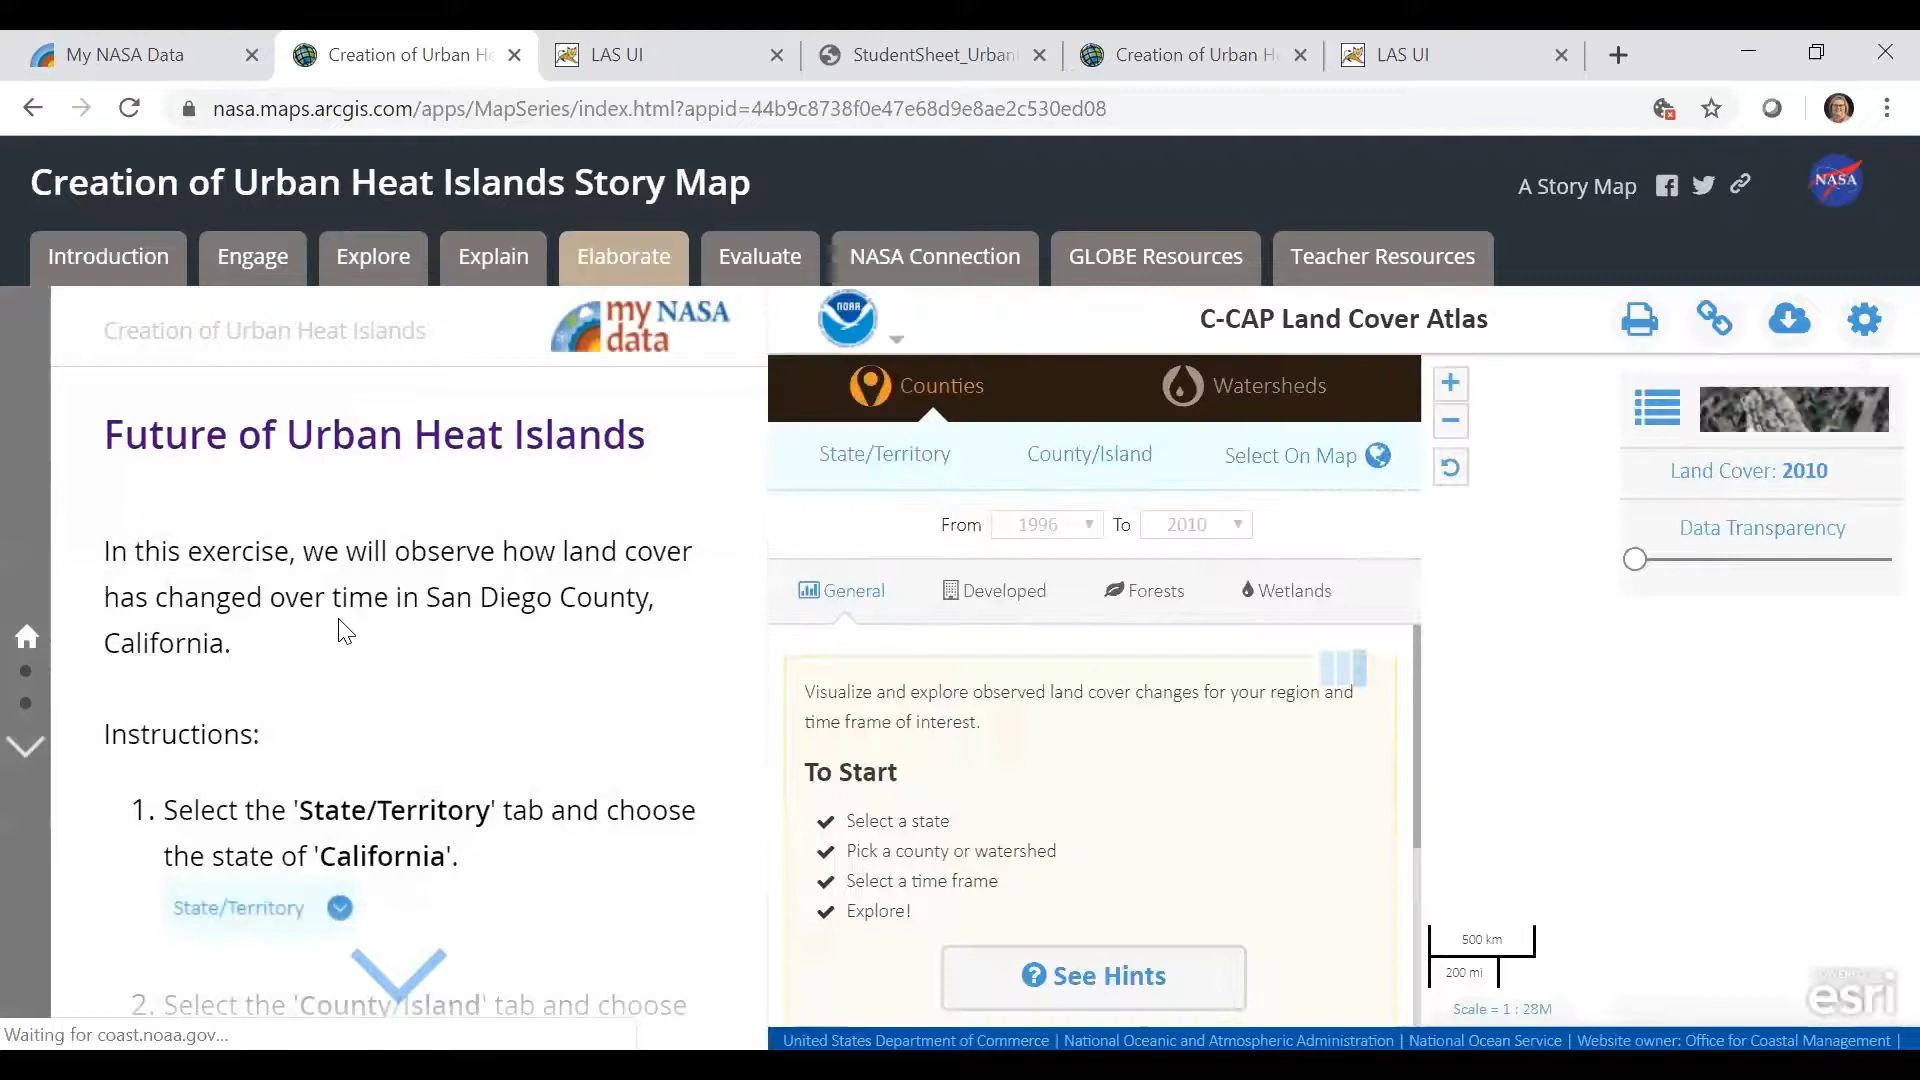 My NASA Data
Creation of Urban He
LAS UI
StudentSheet_Urban
Creation of Urban H
LAS UI
nasa.maps.arcgis.com/apps/MapSeries/index.html?appid=44b9c8738f0e47e68d9e8ae2c530ed08
Creation of Urban Heat Islands Story Map
A Story Map
NASA
Introduction
Engage
Explore
Explain
Elaborate
Evaluate
NASA Connection
GLOBE Resources
Teacher Resources
Creation of Urban Heat Islands
my NASA
data
Future of Urban Heat Islands
In this exercise, we will observe how land cover
has changed over time in San Diego County,
California.
Instructions:
1. Select the 'State/Territory' tab and choose
the state of 'California'.
State/Territory
2. Select the 'County/Island' tab and choose
Waiting for coast.noaa.gov...
NOAA
C-CAP Land Cover Atlas
Counties
Watersheds
State/Territory
County/Island
Select On Map
From 1996 To 2010
General
Developed
Forests
Wetlands
Visualize and explore observed land cover changes for your region and
time frame of interest.
To Start
Select a state
Pick a county or watershed
Select a time frame
Explore!
? See Hints
+
−
Land Cover: 2010
Data Transparency
500 km
200 mi
Scale = 1 : 28M
POWERED BY
esri
United States Department of Commerce | National Oceanic and Atmospheric Administration | National Ocean Service | Website owner: Office for Coastal Management |